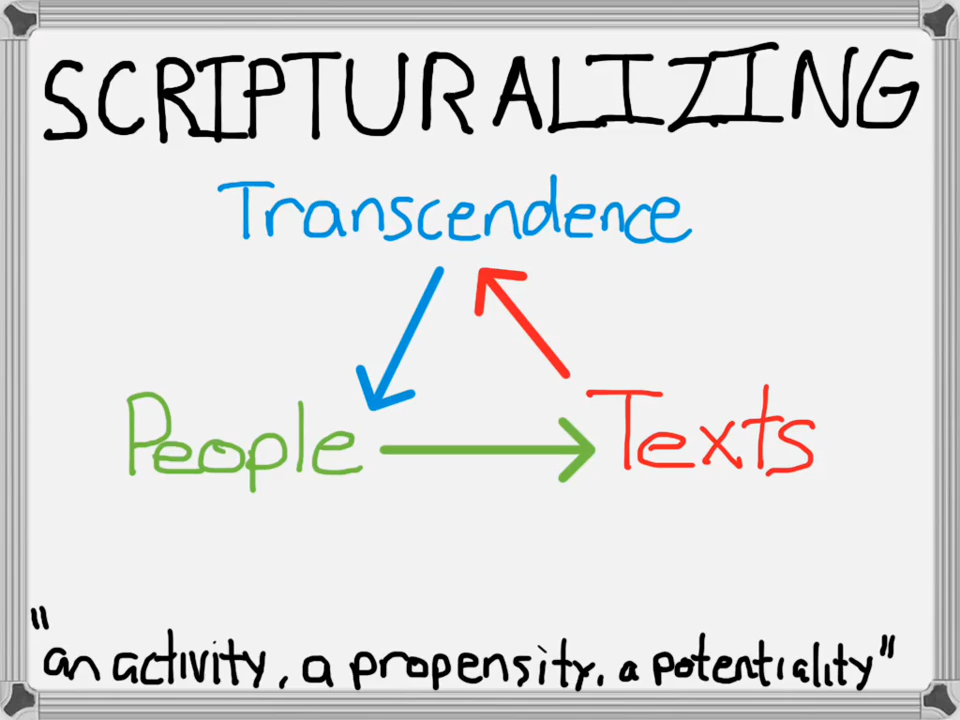 SCRIPTURALIZING
Transcendence
People Texts
"an activity, a propensity, a potentiality"